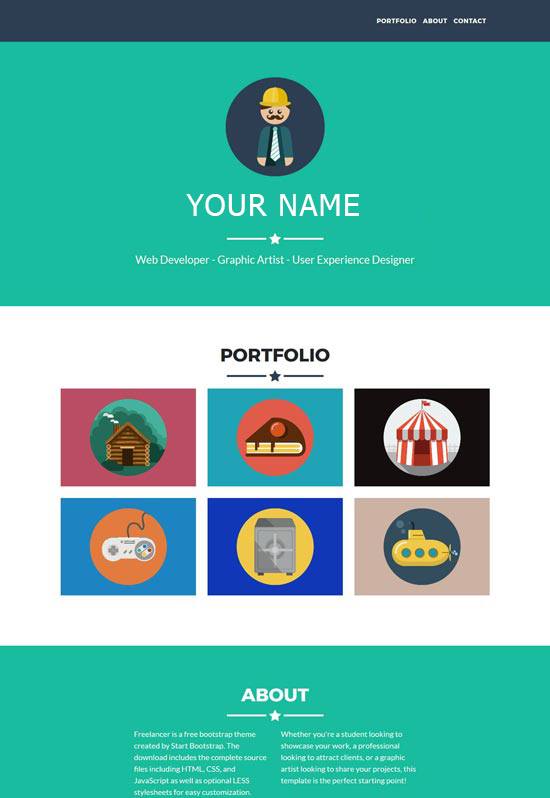 PORTFOLIO ABOUT CONTACT
YOUR NAME
Web Developer - Graphic Artist - User Experience Designer
PORTFOLIO
ABOUT
Freelancer is a free bootstrap theme
created by Start Bootstrap. The
download includes the complete source
files including HTML, CSS, and
JavaScript as well as optional LESS
stylesheets for easy customization.
Whether you're a student looking to
showcase your work, a professional
looking to attract clients, or a graphic
artist looking to share your projects, this
template is the perfect starting point!